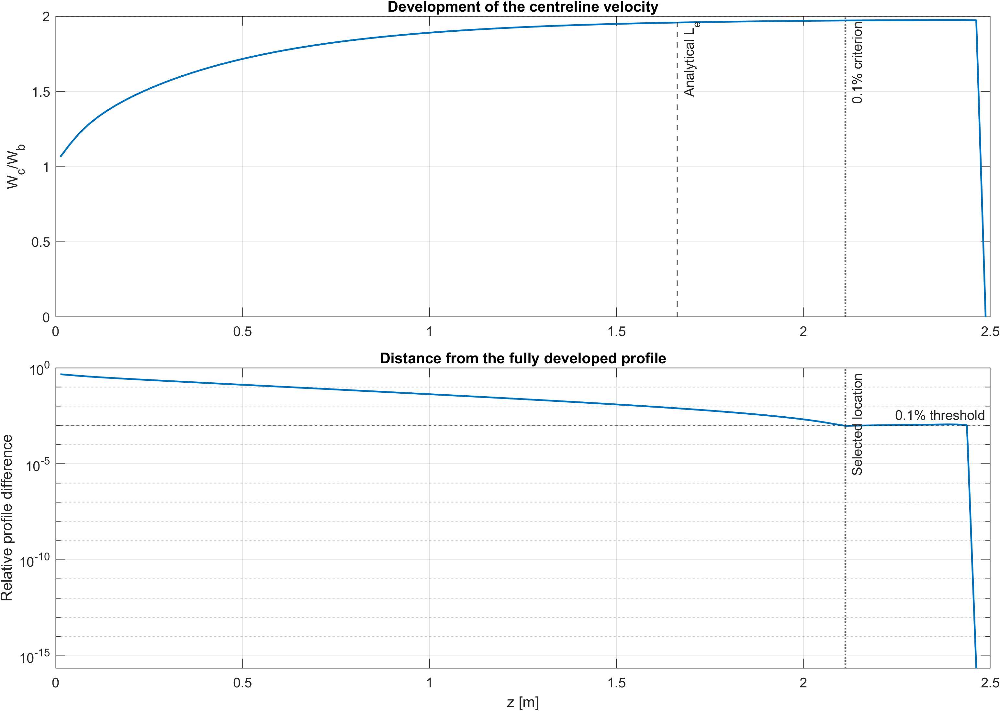 Development of the centreline velocity
2
1.5
1
0.5
0
W_c/W_b
Analytical L_e
0.1% criterion
0 0.5 1 1.5 2 2.5
Distance from the fully developed profile
10^0
10^-5
10^-10
10^-15
Relative profile difference
Selected location
0.1% threshold
0 0.5 1 1.5 2 2.5
z [m]